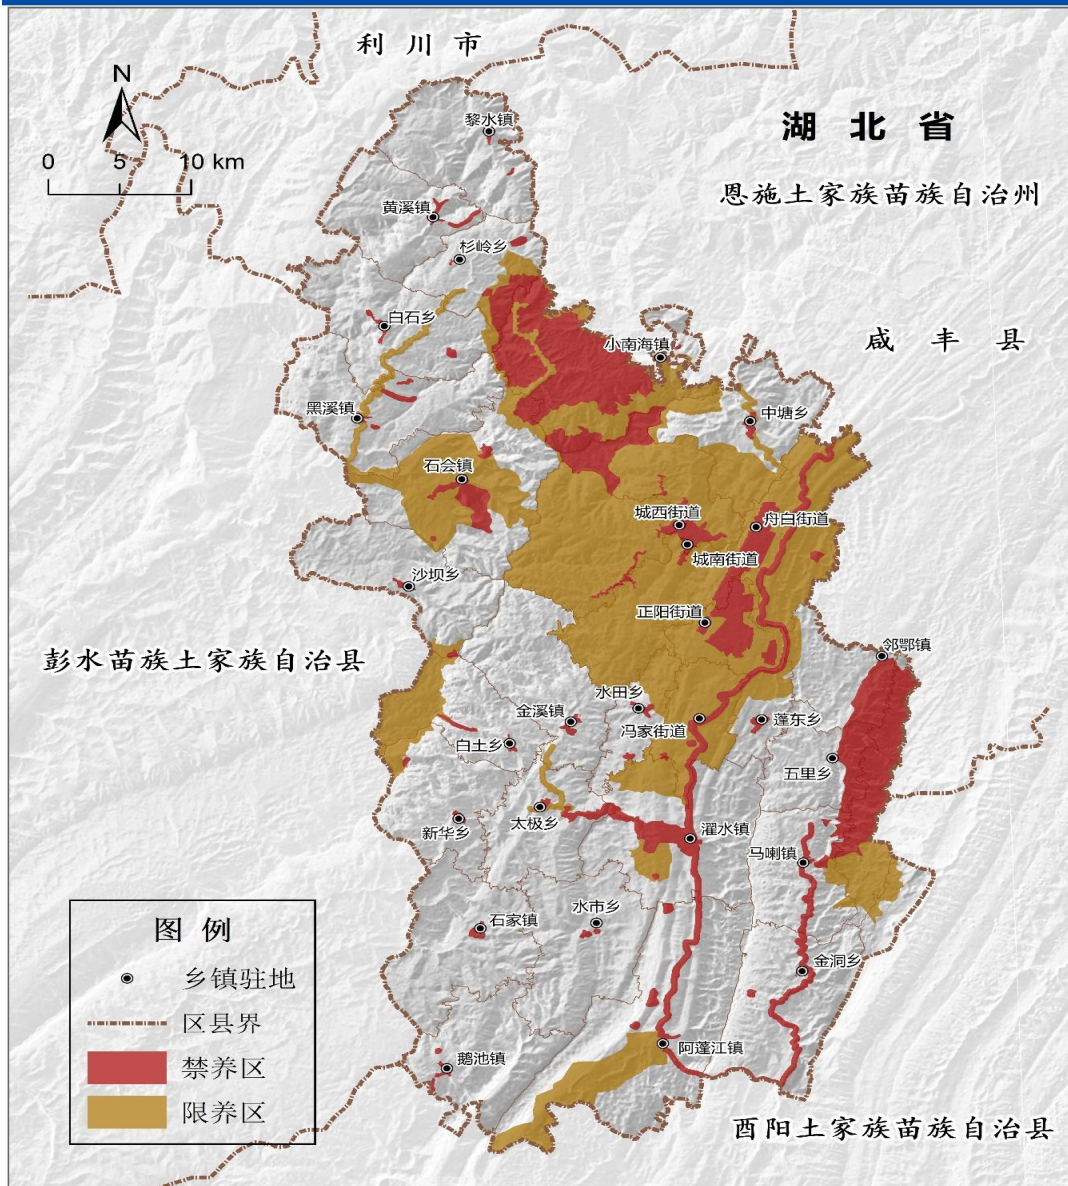 利川市
N
湖北省
0 5 10 km
黎水镇
恩施土家族苗族自治州
黄溪镇
杉岭乡
白石乡
小南海镇
咸丰县
黑溪镇
中塘乡
石会镇
城西街道
舟白街道
城南街道
沙坝乡
正阳街道
邻鄂镇
彭水苗族土家族自治县
水田乡
金溪镇
冯家街道
蓬东乡
白土乡
五里乡
太极乡
新华乡
濯水镇
马喇镇
石家镇
水市乡
金洞乡
阿蓬江镇
鹅池镇
酉阳土家族苗族自治县
图例
乡镇驻地
区县界
禁养区
限养区